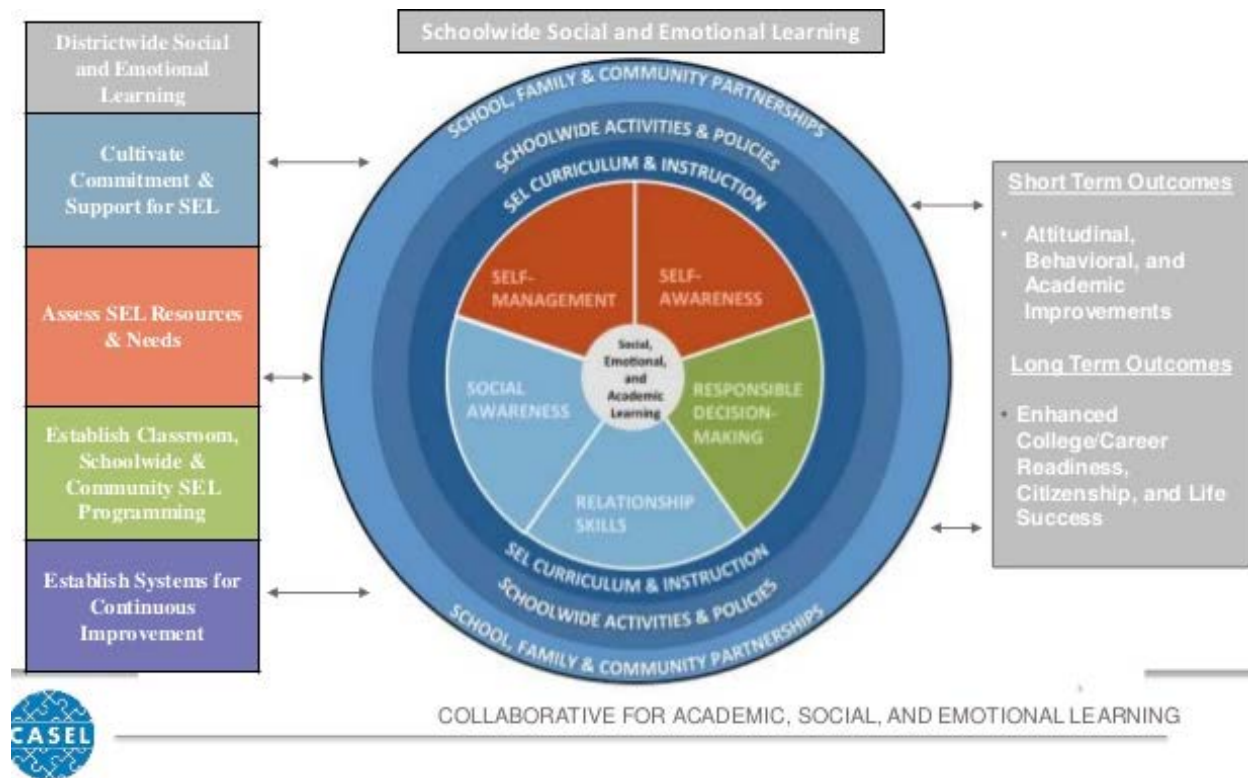 Schoolwide Social and Emotional Learning
Districtwide Social
and Emotional
Learning
Cultivate
Commitment &
Support for SEL
Assess SEL Resources
& Needs
Establish Classroom,
Schoolwide &
Community SEL
Programming
Establish Systems for
Continuous
Improvement
SCHOOL, FAMILY & COMMUNITY PARTNERSHIPS
SCHOOLWIDE ACTIVITIES & POLICIES
SEL CURRICULUM & INSTRUCTION
SELF-
MANAGEMENT
SELF-
AWARENESS
SOCIAL
AWARENESS
Social,
Emotional,
and
Academic
Learning
RESPONSIBLE
DECISION-
MAKING
RELATIONSHIP
SKILLS
SEL CURRICULUM & INSTRUCTION
SCHOOLWIDE ACTIVITIES & POLICIES
SCHOOL, FAMILY & COMMUNITY PARTNERSHIPS
Short Term Outcomes
• Attitudinal,
Behavioral, and
Academic
Improvements
Long Term Outcomes
• Enhanced
College/Career
Readiness,
Citizenship, and Life
Success
CASEL
COLLABORATIVE FOR ACADEMIC, SOCIAL, AND EMOTIONAL LEARNING